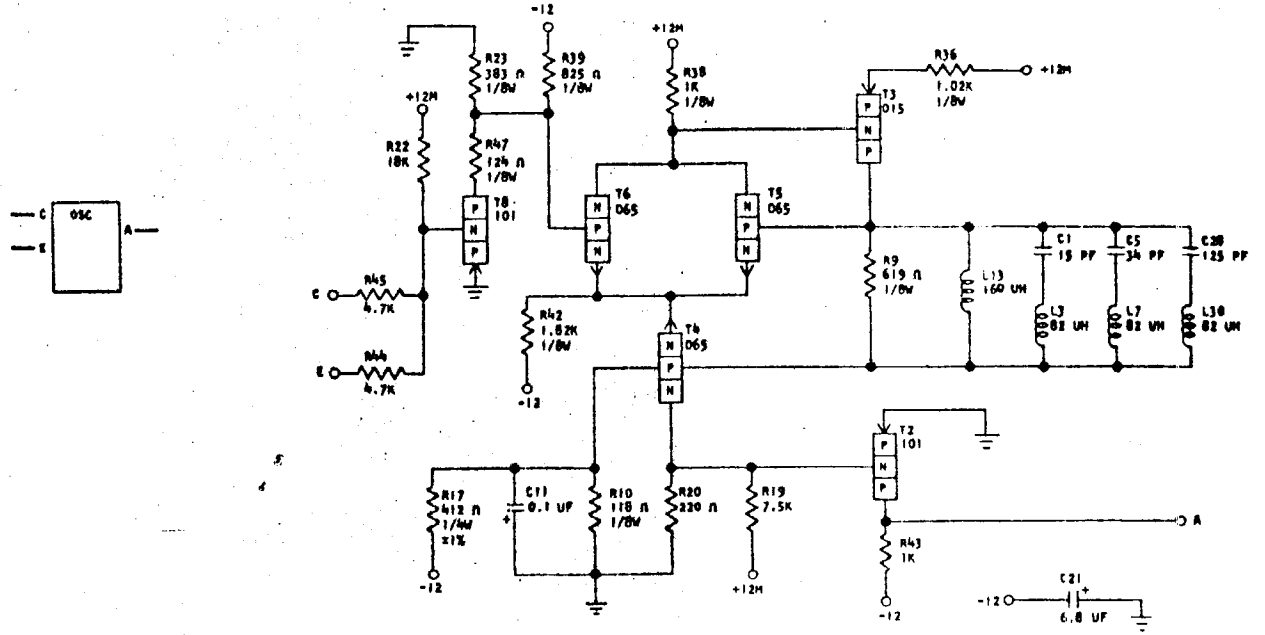 C
E
OSC
A
-12
R23
383 Ω
1/8W
R39
825 Ω
1/8W
+12M
R38
1K
1/8W
R36
1.02K
1/8W
+12M
T3
015
+12M
R22
18K
R47
124 Ω
1/8W
P
N
P
T8
101
N
P
N
T6
065
N
P
N
T5
065
P
N
P
C
R45
4.7K
E
R44
4.7K
R42
1.82K
1/8W
-12
T4
065
N
P
N
R9
619 Ω
1/8W
L13
160 UH
C1
15 PF
C5
34 PF
125 PF
L3
82 UH
L7
82 UH
82 UH
T2
101
P
N
P
R17
412 Ω
1/4W
±1%
C11
0.1 UF
+
R10
118 Ω
1/8W
R20
220 Ω
R19
7.5K
-12
+12M
A
R43
1K
-12
-12
C21
+
6.8 UF